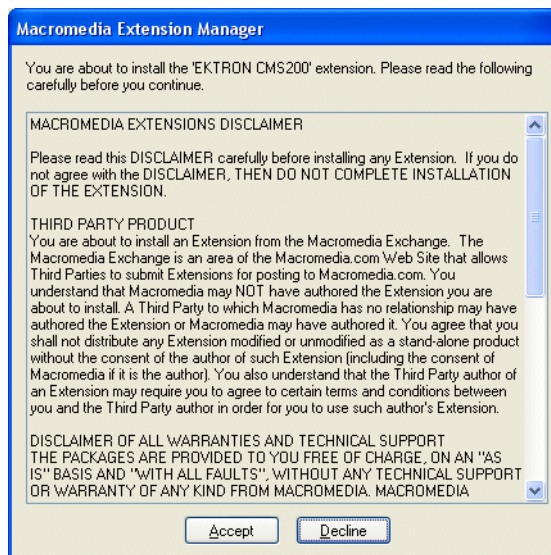 Macromedia Extension Manager
You are about to install the 'EKTRON CMS200' extension. Please read the following
carefully before you continue.
MACROMEDIA EXTENSIONS DISCLAIMER
Please read this DISCLAIMER carefully before installing any Extension.  If you do
not agree with the DISCLAIMER, THEN DO NOT COMPLETE INSTALLATION
OF THE EXTENSION.
THIRD PARTY PRODUCT
You are about to install an Extension from the Macromedia Exchange.  The
Macromedia Exchange is an area of the Macromedia.com Web Site that allows
Third Parties to submit Extensions for posting to Macromedia.com. You
understand that Macromedia may NOT have authored the Extension you are
about to install. A Third Party to which Macromedia has no relationship may have
authored the Extension or Macromedia may have authored it. You agree that you
shall not distribute any Extension modified or unmodified as a stand-alone product
without the consent of the author of such Extension (including the consent of
Macromedia if it is the author). You also understand that the Third Party author of
an Extension may require you to agree to certain terms and conditions between
you and the Third Party author in order for you to use such author's Extension.
DISCLAIMER OF ALL WARRANTIES AND TECHNICAL SUPPORT
THE PACKAGES ARE PROVIDED TO YOU FREE OF CHARGE, ON AN "AS
IS" BASIS AND "WITH ALL FAULTS", WITHOUT ANY TECHNICAL SUPPORT
OR WARRANTY OF ANY KIND FROM MACROMEDIA. MACROMEDIA
Accept Decline